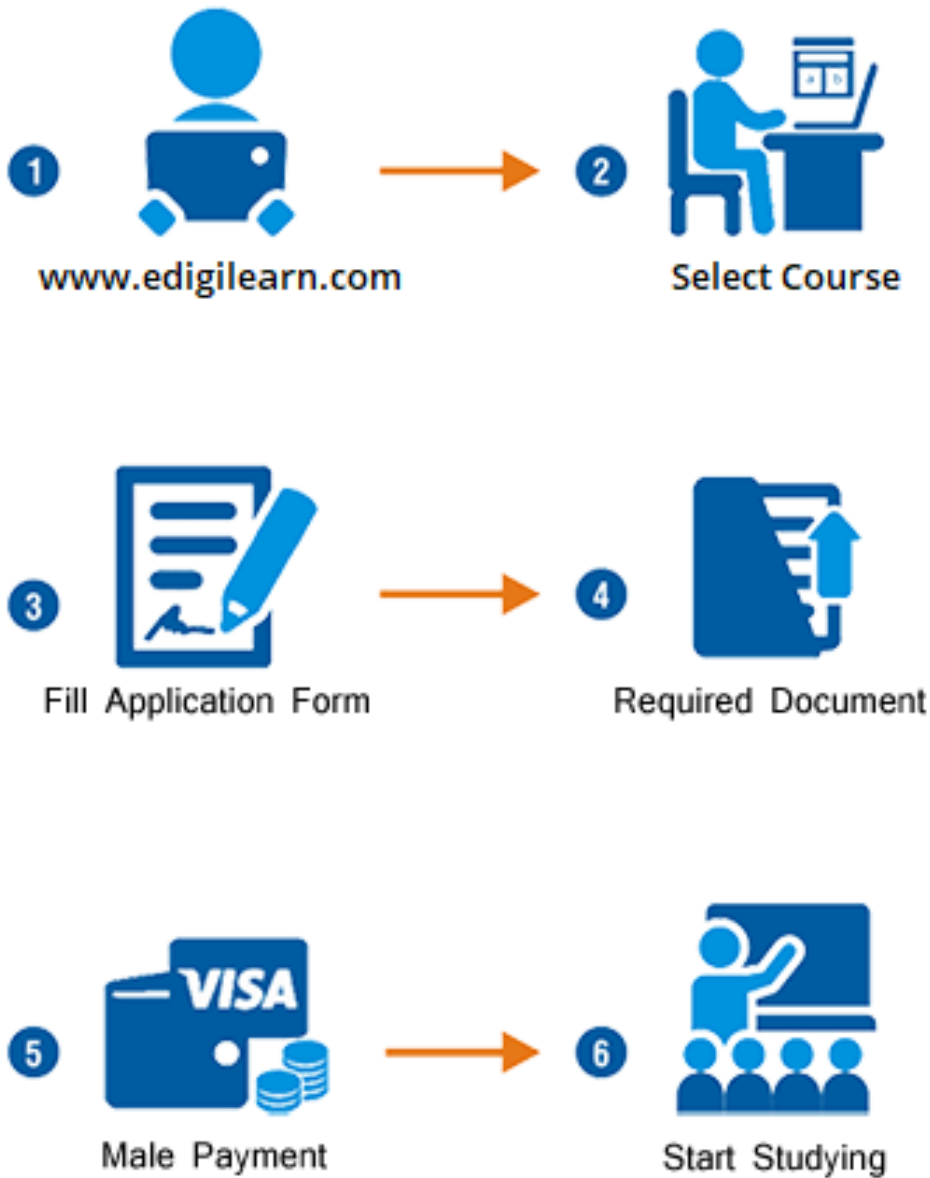 1
2
a b
www.edigilearn.com
Select Course
3
4
Fill Application Form
Required Document
VISA
5
6
Male Payment
Start Studying